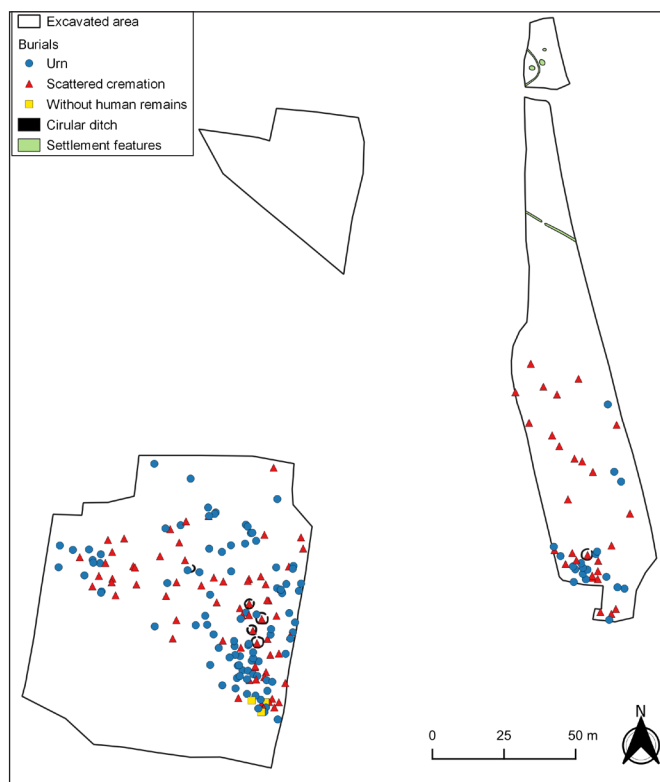 Excavated area
Burials
Urn
Scattered cremation
Without human remains
Cirular ditch
Settlement features
N
0 25 50 m